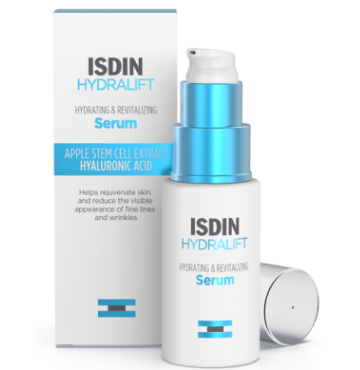 ISDIN
HYDRALIFT
HYDRATING & REVITALIZING
Serum
APPLE STEM CELL EXTRACT
HYALURONIC ACID
Helps rejuvenate skin
and reduce the visible
appearance of fine lines
and wrinkles
ISDIN
HYDRALIFT
HYDRATING & REVITALIZING
Serum